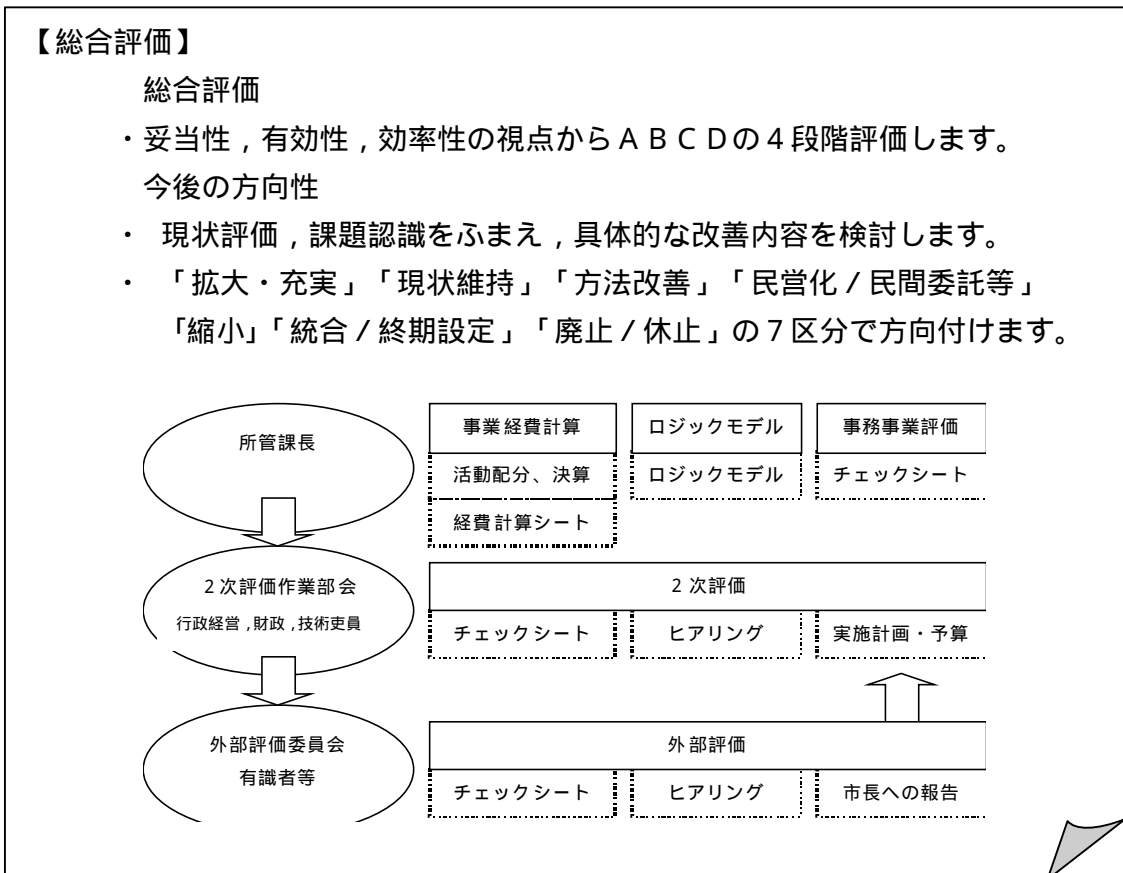 【総合評価】
総合評価
・妥当性，有効性，効率性の視点からＡＢＣＤの４段階評価します。
今後の方向性
・ 現状評価，課題認識をふまえ，具体的な改善内容を検討します。
・ 「拡大・充実」「現状維持」「方法改善」「民営化／民間委託等」
「縮小」「統合／終期設定」「廃止／休止」の７区分で方向付けます。
所管課長
事業経費計算 ロジックモデル 事務事業評価
活動配分、決算 ロジックモデル チェックシート
経費計算シート
２次評価作業部会
行政経営，財政，技術吏員
２次評価
チェックシート ヒアリング 実施計画・予算
外部評価委員会
有識者等
外部評価
チェックシート ヒアリング 市長への報告